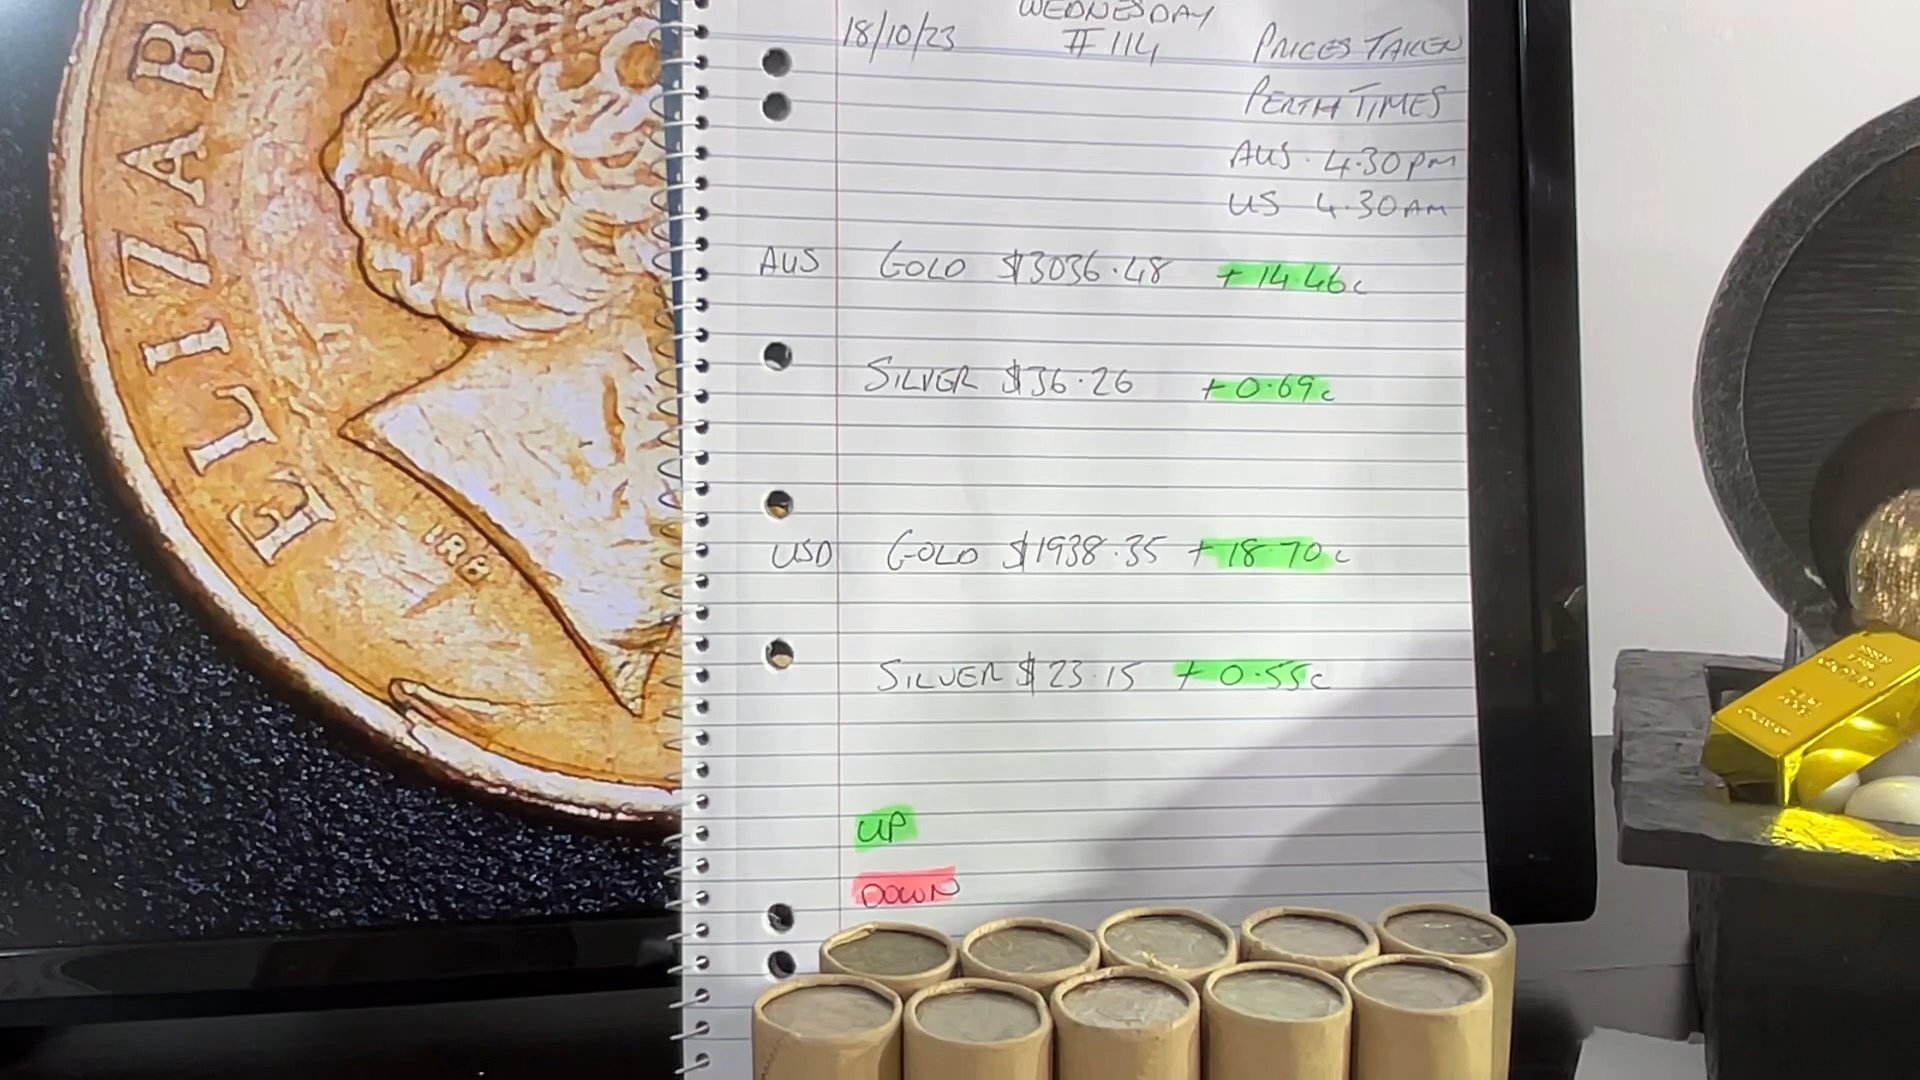 ELIZAB
IRB
WEDNESDAY
18/10/23 #114 PRICES TAKEN
PERTH TIMES
AUS. 4.30pm
US 4.30AM
AUS GOLD $3036.48 + 14.46c
SILVER $36.26 + 0.69c
USD GOLD $1938.35 + 18.70c
SILVER $23.15 + 0.55c
UP
DOWN